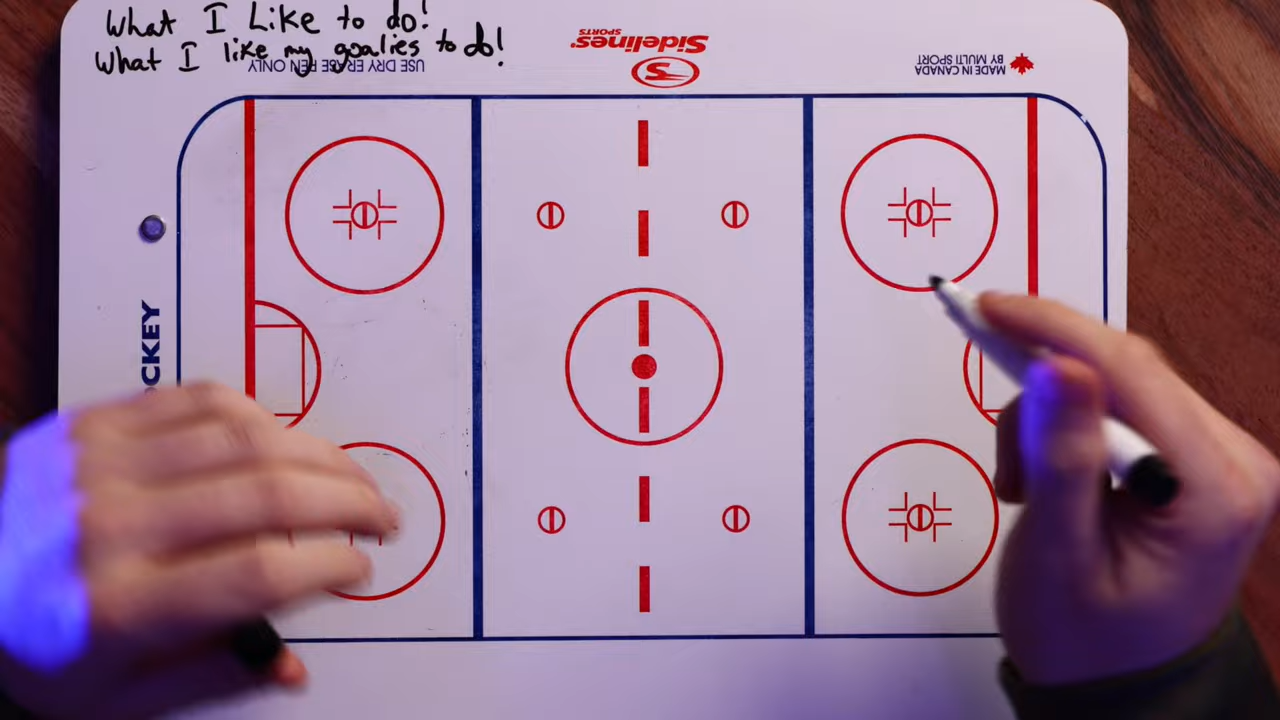 What I Like to do!
What I like my goalies to do!
Sidelines
SPORTS
S
USE DRY ERASE PEN ONLY
MADE IN CANADA
BY MULTI SPORT
OCKEY